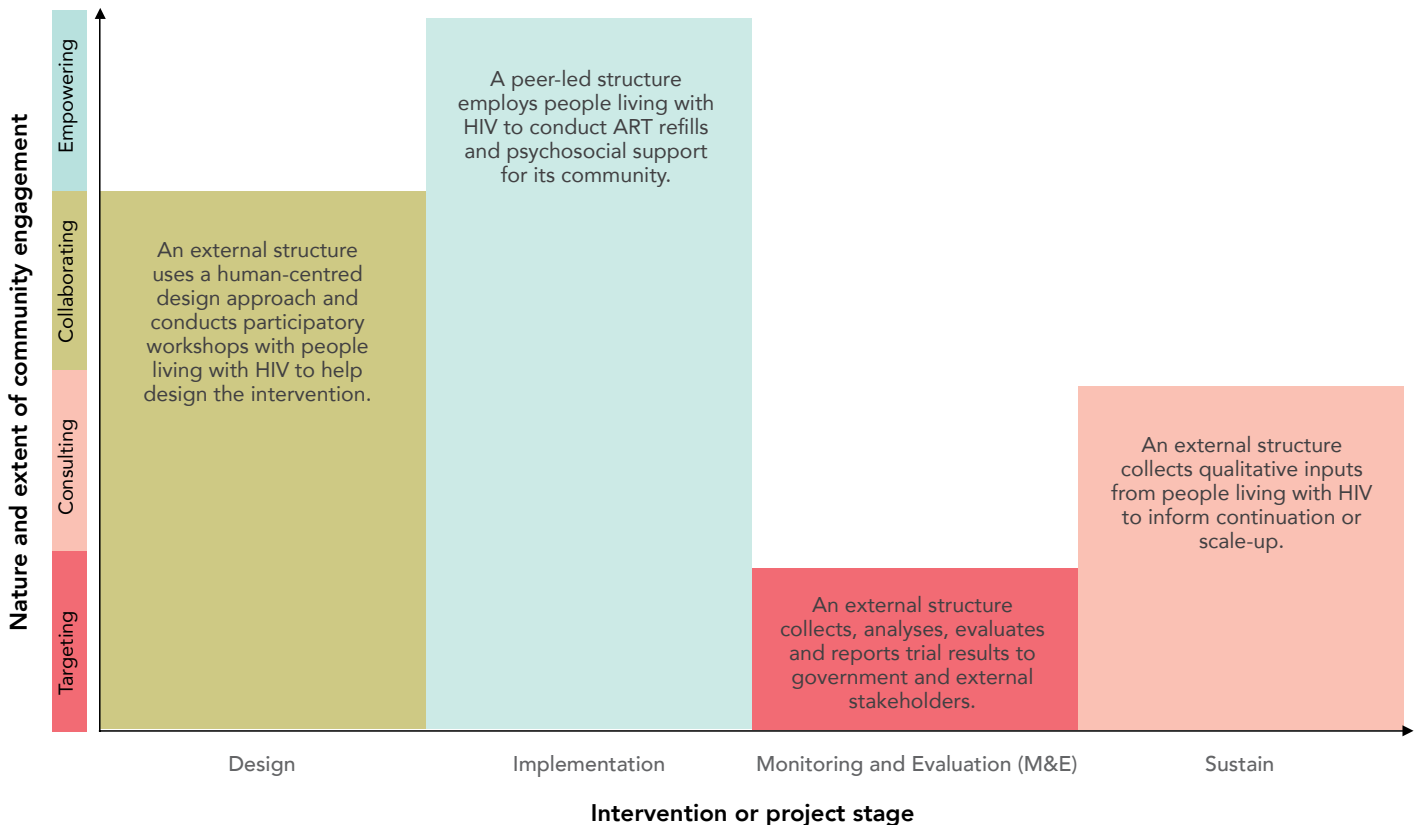 Nature and extent of community engagement
Empowering
Collaborating
Consulting
Targeting
An external structure
uses a human-centred
design approach and
conducts participatory
workshops with people
living with HIV to help
design the intervention.
A peer-led structure
employs people living with
HIV to conduct ART refills
and psychosocial support
for its community.
An external structure
collects, analyses, evaluates
and reports trial results to
government and external
stakeholders.
An external structure
collects qualitative inputs
from people living with HIV
to inform continuation or
scale-up.
Design
Implementation
Monitoring and Evaluation (M&E)
Sustain
Intervention or project stage